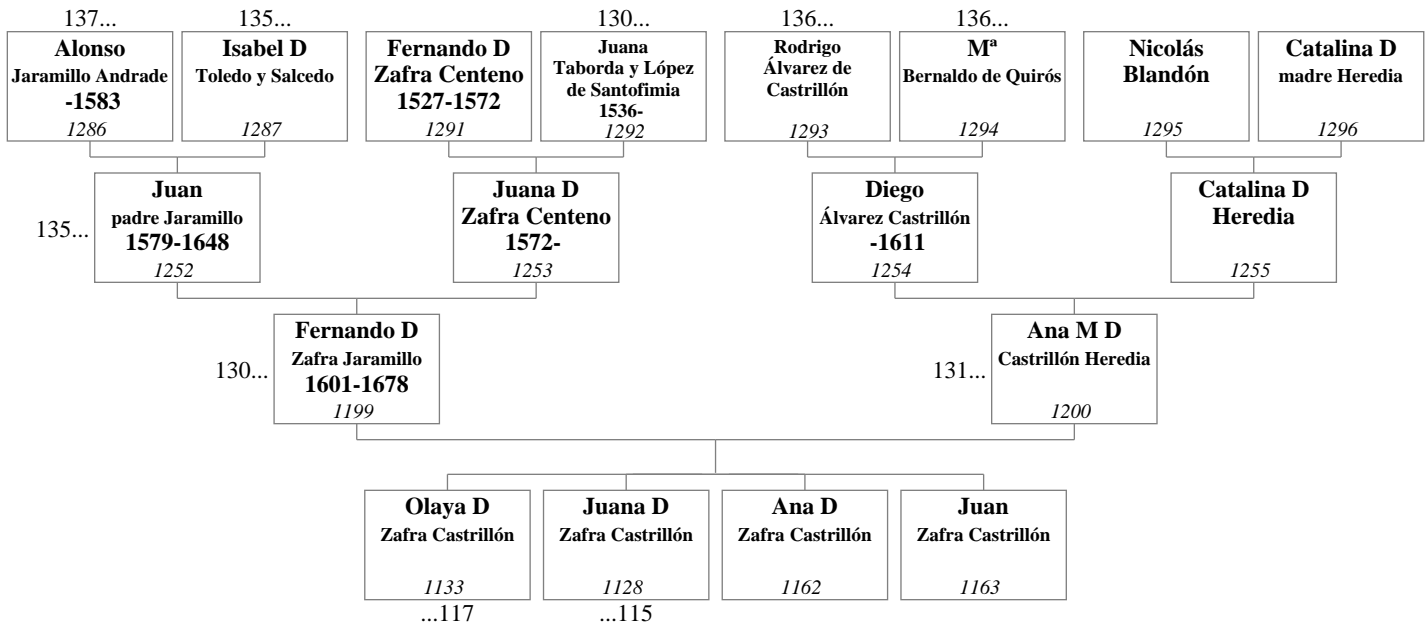 137...
135...
130...
136...
136...
Alonso
Jaramillo Andrade
-1583
1286
Isabel D
Toledo y Salcedo
1287
Fernando D
Zafra Centeno
1527-1572
1291
Juana
Taborda y López
de Santofimia
1536-
1292
Rodrigo
Álvarez de
Castrillón
1293
Mª
Bernaldo de Quirós
1294
Nicolás
Blandón
1295
Catalina D
madre Heredia
1296
135...
Juan
padre Jaramillo
1579-1648
1252
Juana D
Zafra Centeno
1572-
1253
Diego
Álvarez Castrillón
-1611
1254
Catalina D
Heredia
1255
130...
Fernando D
Zafra Jaramillo
1601-1678
1199
131...
Ana M D
Castrillón Heredia
1200
Olaya D
Zafra Castrillón
1133
...117
Juana D
Zafra Castrillón
1128
...115
Ana D
Zafra Castrillón
1162
Juan
Zafra Castrillón
1163